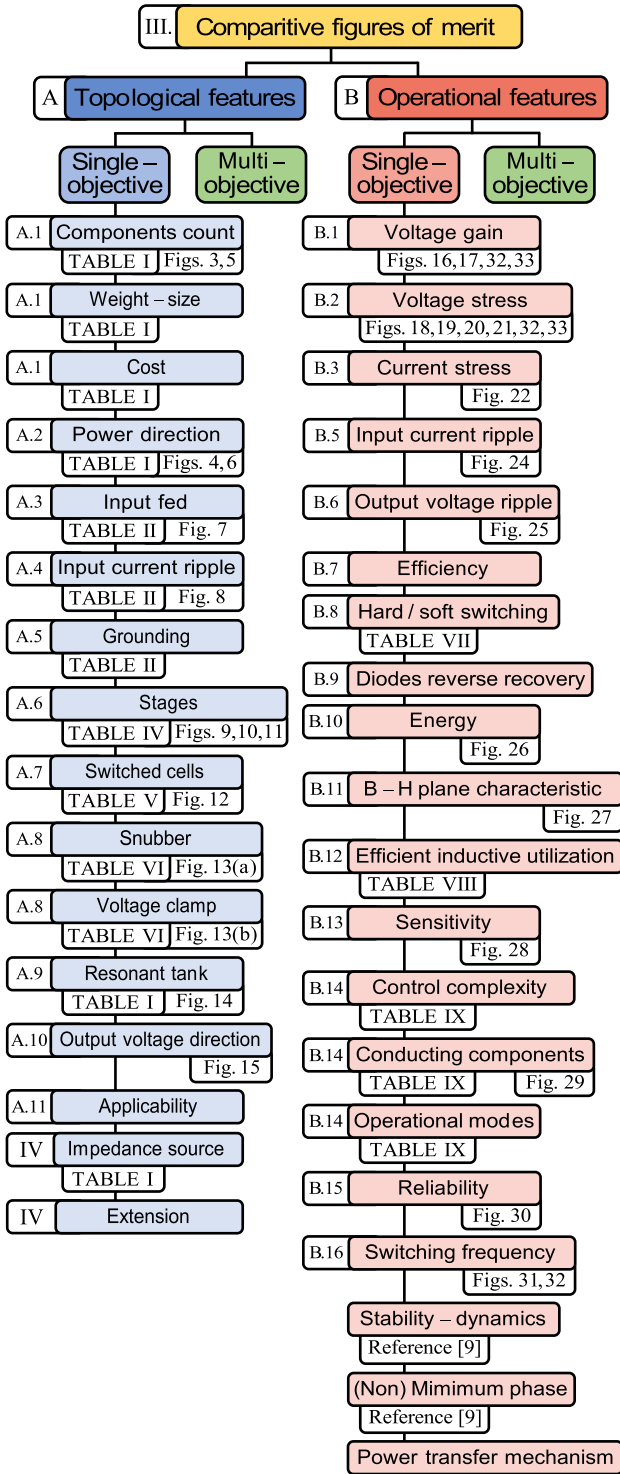 III. Comparitive figures of merit
A Topological features
Single – objective
Multi – objective
A.1 Components count
TABLE I Figs. 3,5
A.1 Weight – size
TABLE I
A.1 Cost
TABLE I
A.2 Power direction
TABLE I Figs. 4,6
A.3 Input fed
TABLE II Fig. 7
A.4 Input current ripple
TABLE II Fig. 8
A.5 Grounding
TABLE II
A.6 Stages
TABLE IV Figs. 9,10,11
A.7 Switched cells
TABLE V Fig. 12
A.8 Snubber
TABLE VI Fig. 13(a)
A.8 Voltage clamp
TABLE VI Fig. 13(b)
A.9 Resonant tank
TABLE I Fig. 14
A.10 Output voltage direction
Fig. 15
A.11 Applicability
IV Impedance source
TABLE I
IV Extension
B Operational features
Single – objective
Multi – objective
B.1 Voltage gain
Figs. 16,17,32,33
B.2 Voltage stress
Figs. 18,19,20,21,32,33
B.3 Current stress
Fig. 22
B.5 Input current ripple
Fig. 24
B.6 Output voltage ripple
Fig. 25
B.7 Efficiency
B.8 Hard / soft switching
TABLE VII
B.9 Diodes reverse recovery
B.10 Energy
Fig. 26
B.11 B – H plane characteristic
Fig. 27
B.12 Efficient inductive utilization
TABLE VIII
B.13 Sensitivity
Fig. 28
B.14 Control complexity
TABLE IX
B.14 Conducting components
TABLE IX Fig. 29
B.14 Operational modes
TABLE IX
B.15 Reliability
Fig. 30
B.16 Switching frequency
Figs. 31,32
Stability – dynamics
Reference [9]
(Non) Mimimum phase
Reference [9]
Power transfer mechanism